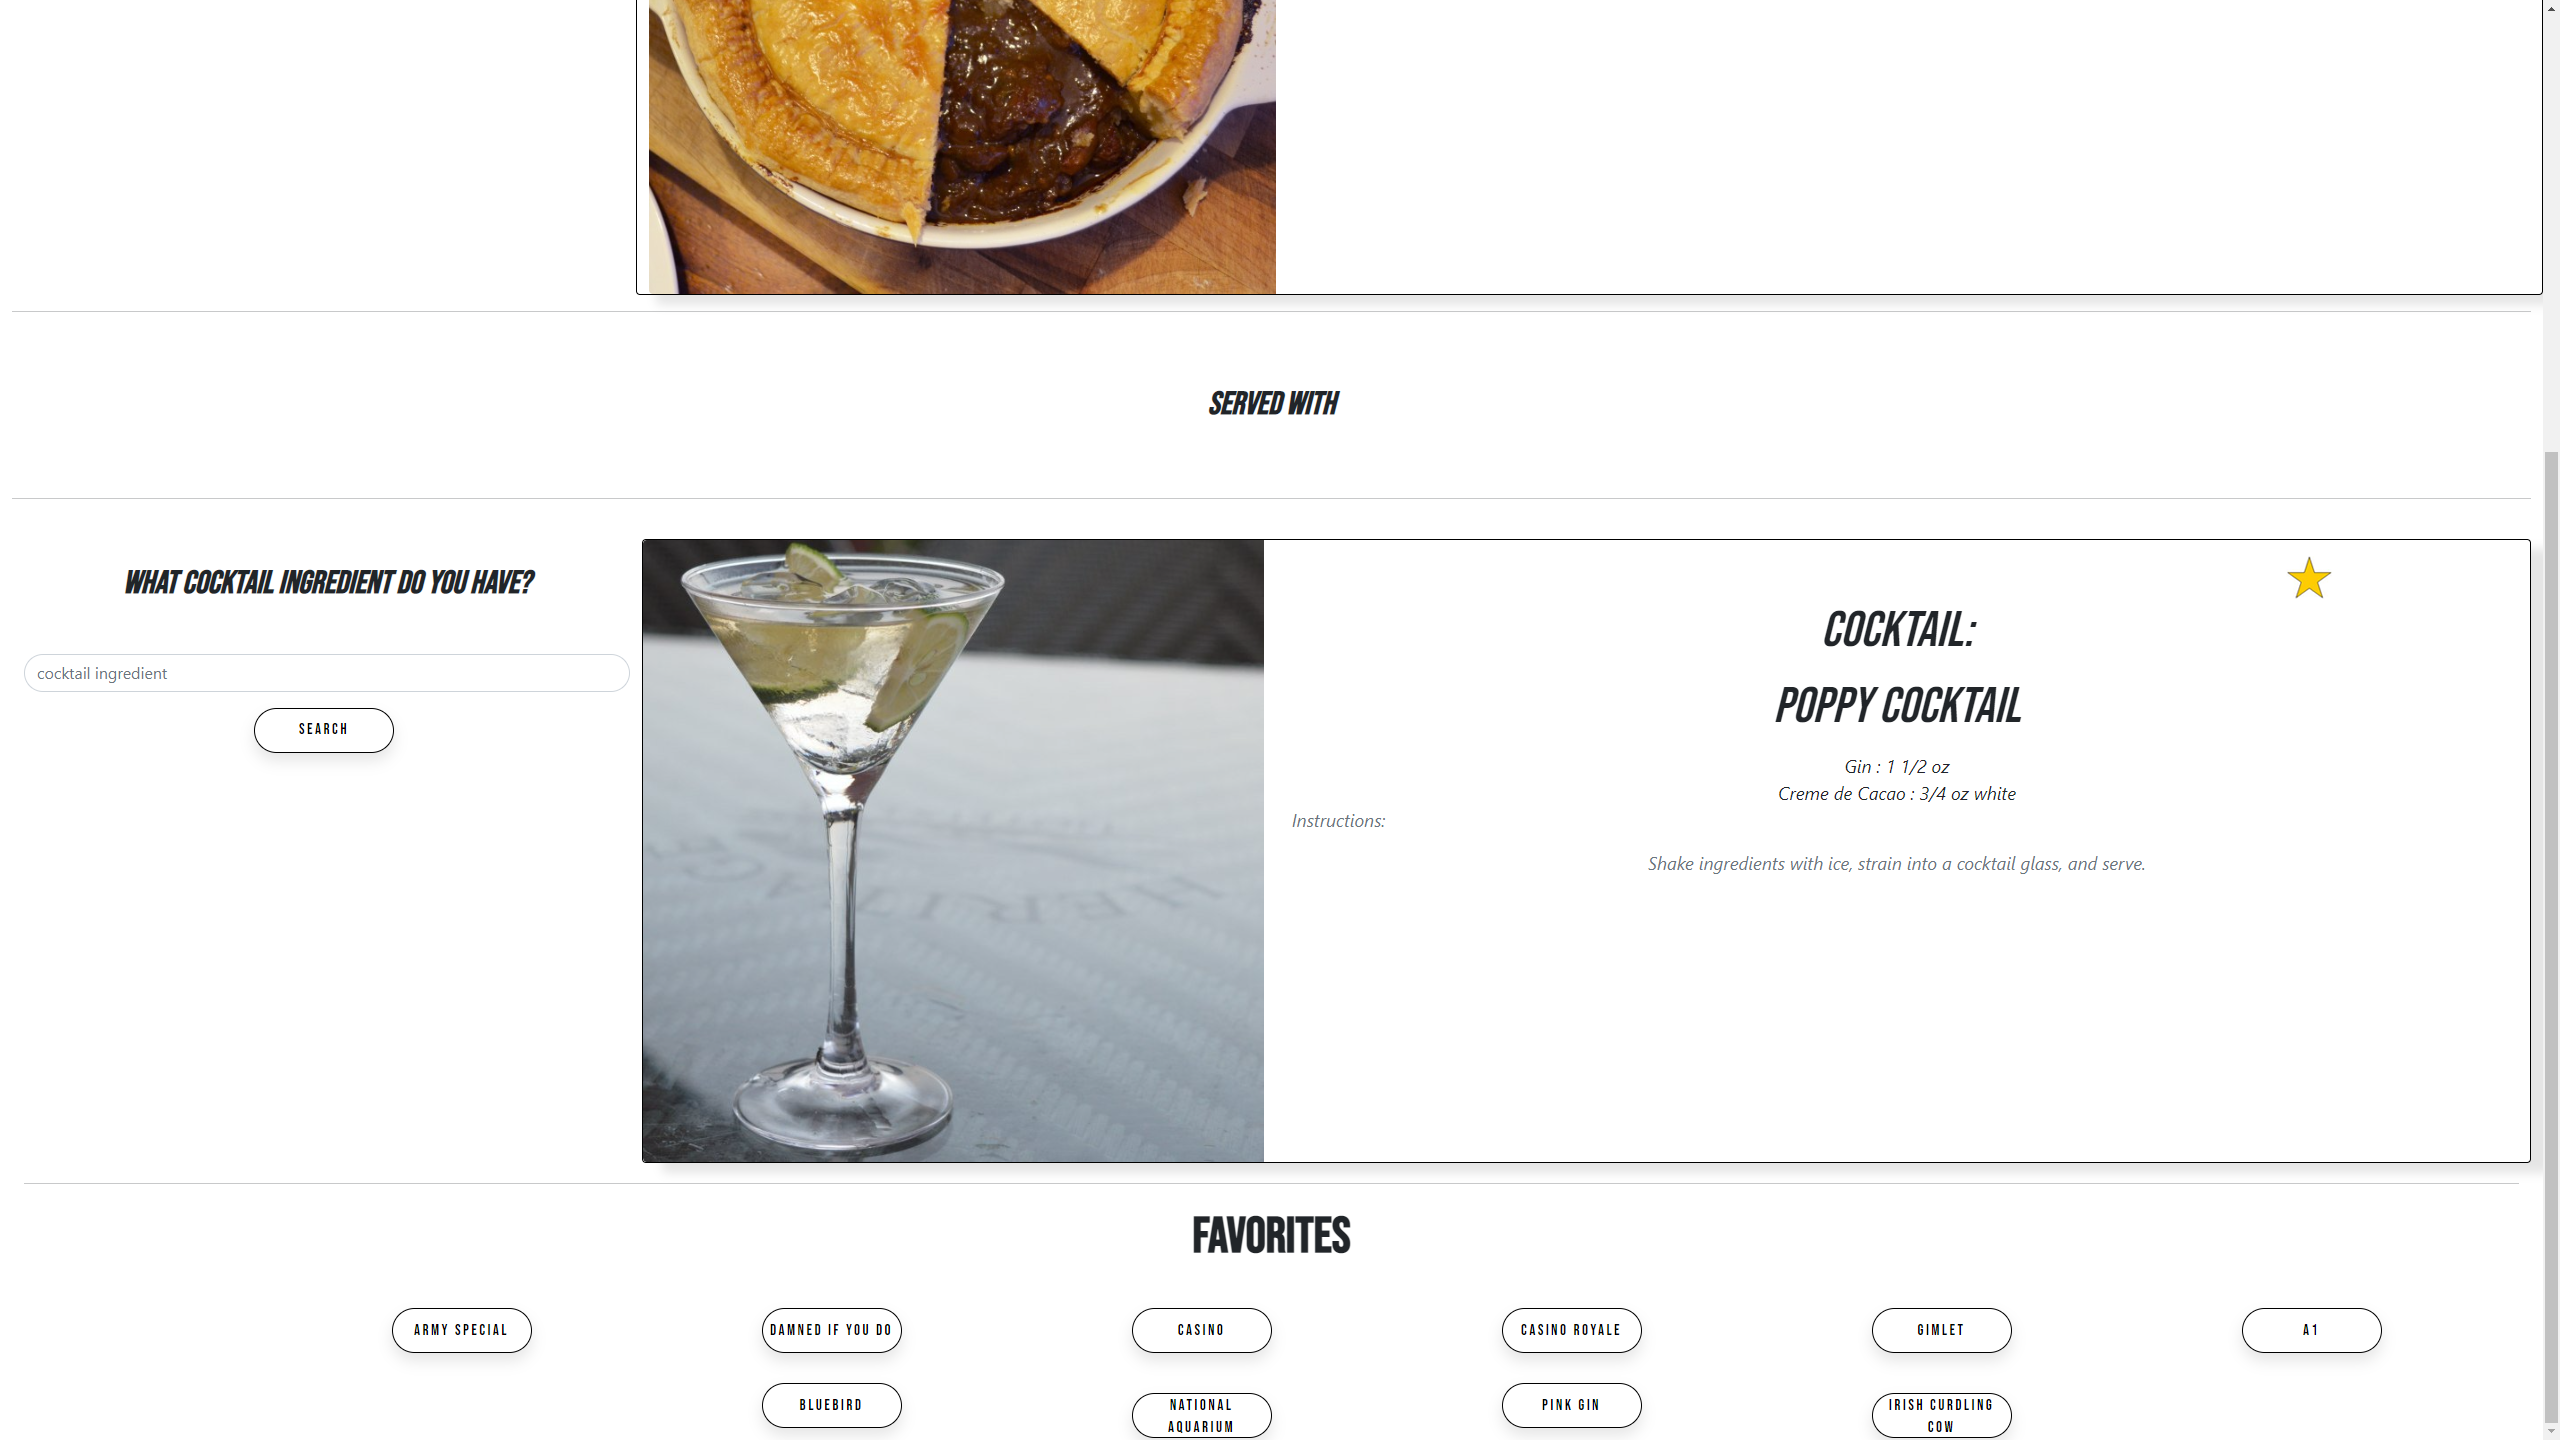 SERVED WITH
WHAT COCKTAIL INGREDIENT DO YOU HAVE?
cocktail ingredient
SEARCH
COCKTAIL:
POPPY COCKTAIL
Gin : 1 1/2 oz
Creme de Cacao : 3/4 oz white
Instructions:
Shake ingredients with ice, strain into a cocktail glass, and serve.
FAVORITES
ARMY SPECIAL
DAMNED IF YOU DO
CASINO
CASINO ROYALE
GIMLET
A1
BLUEBIRD
NATIONAL
AQUARIUM
PINK GIN
IRISH CURDLING
COW